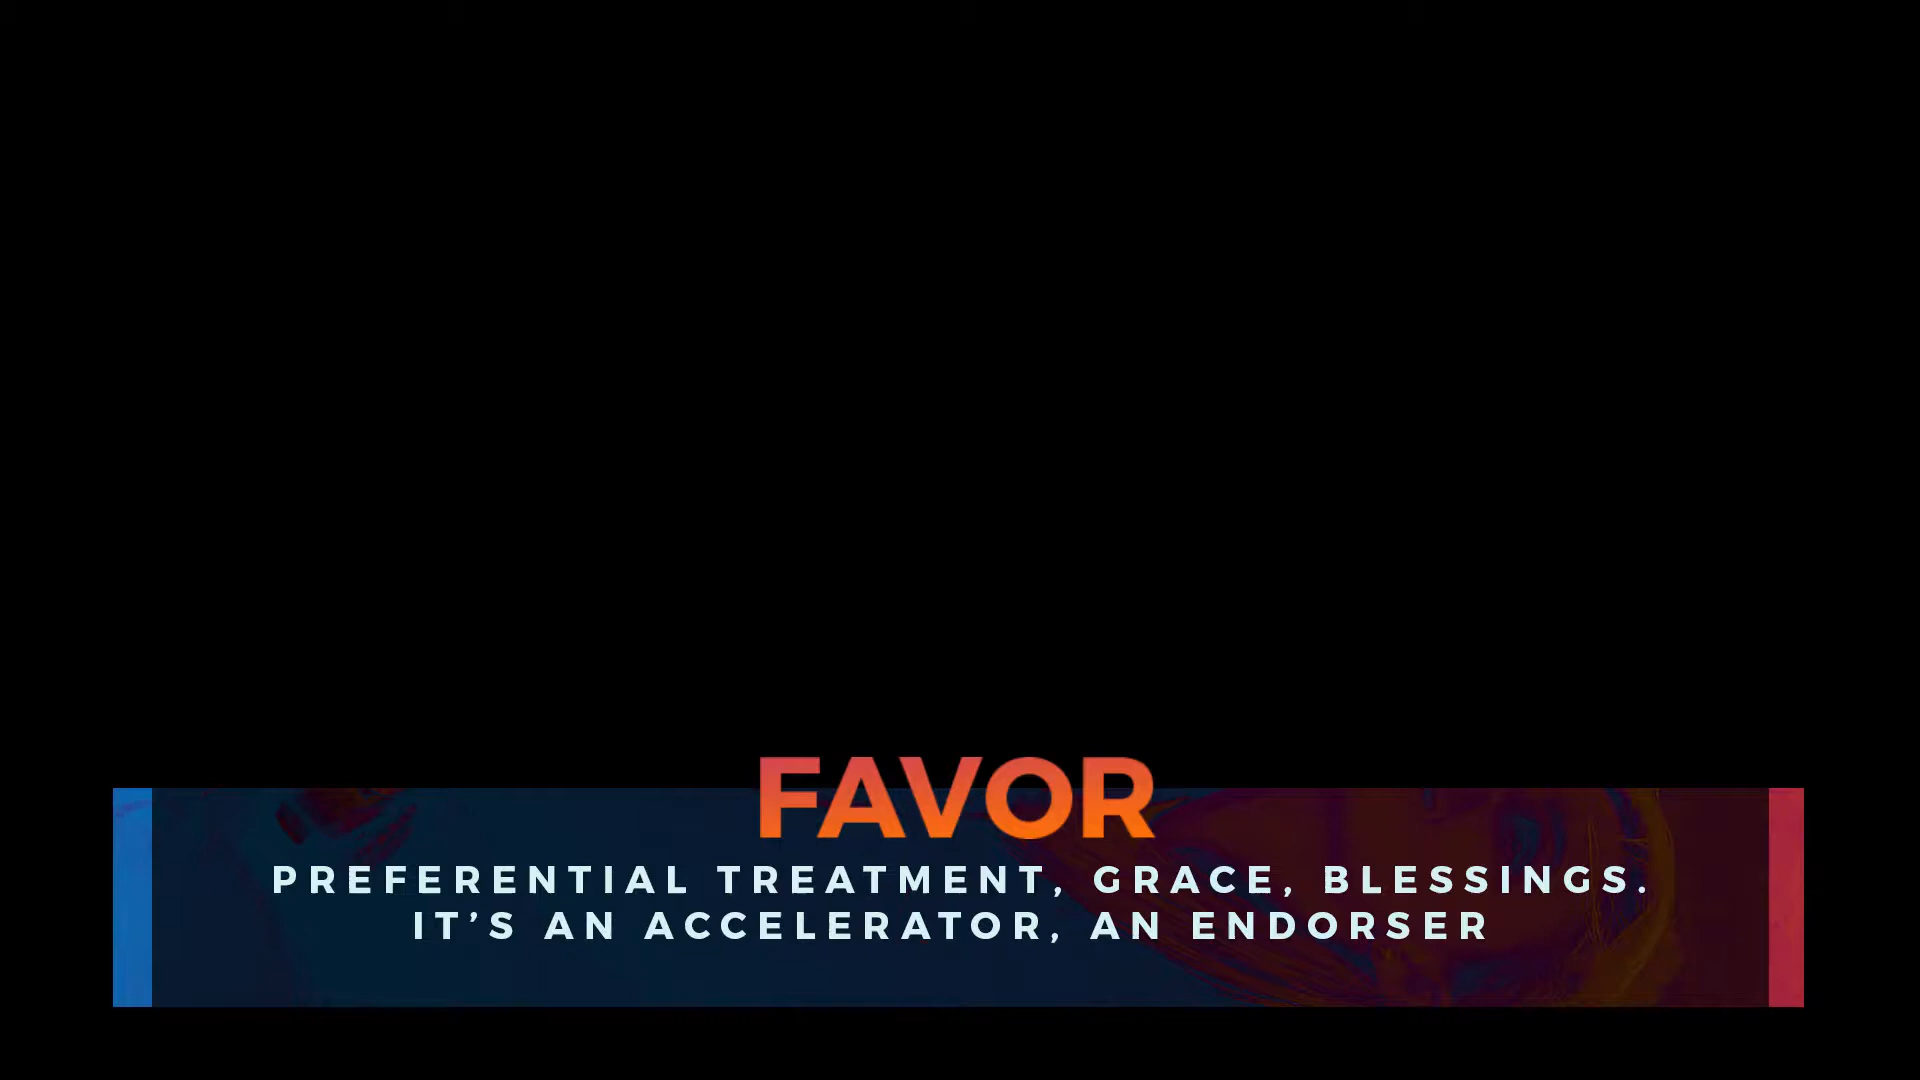 FAVOR
PREFERENTIAL TREATMENT, GRACE, BLESSINGS.
IT’S AN ACCELERATOR, AN ENDORSER